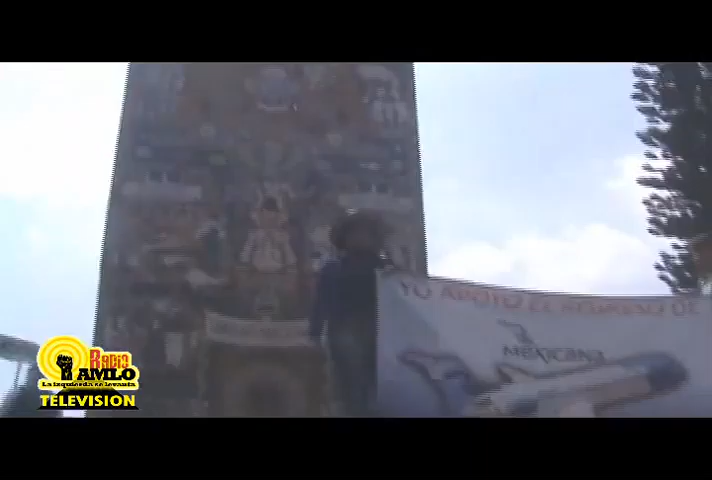 YO APOYO EL REGRESO DE
MEXICANA
RADIO
AMLO
La izquierda se levanta
TELEVISION